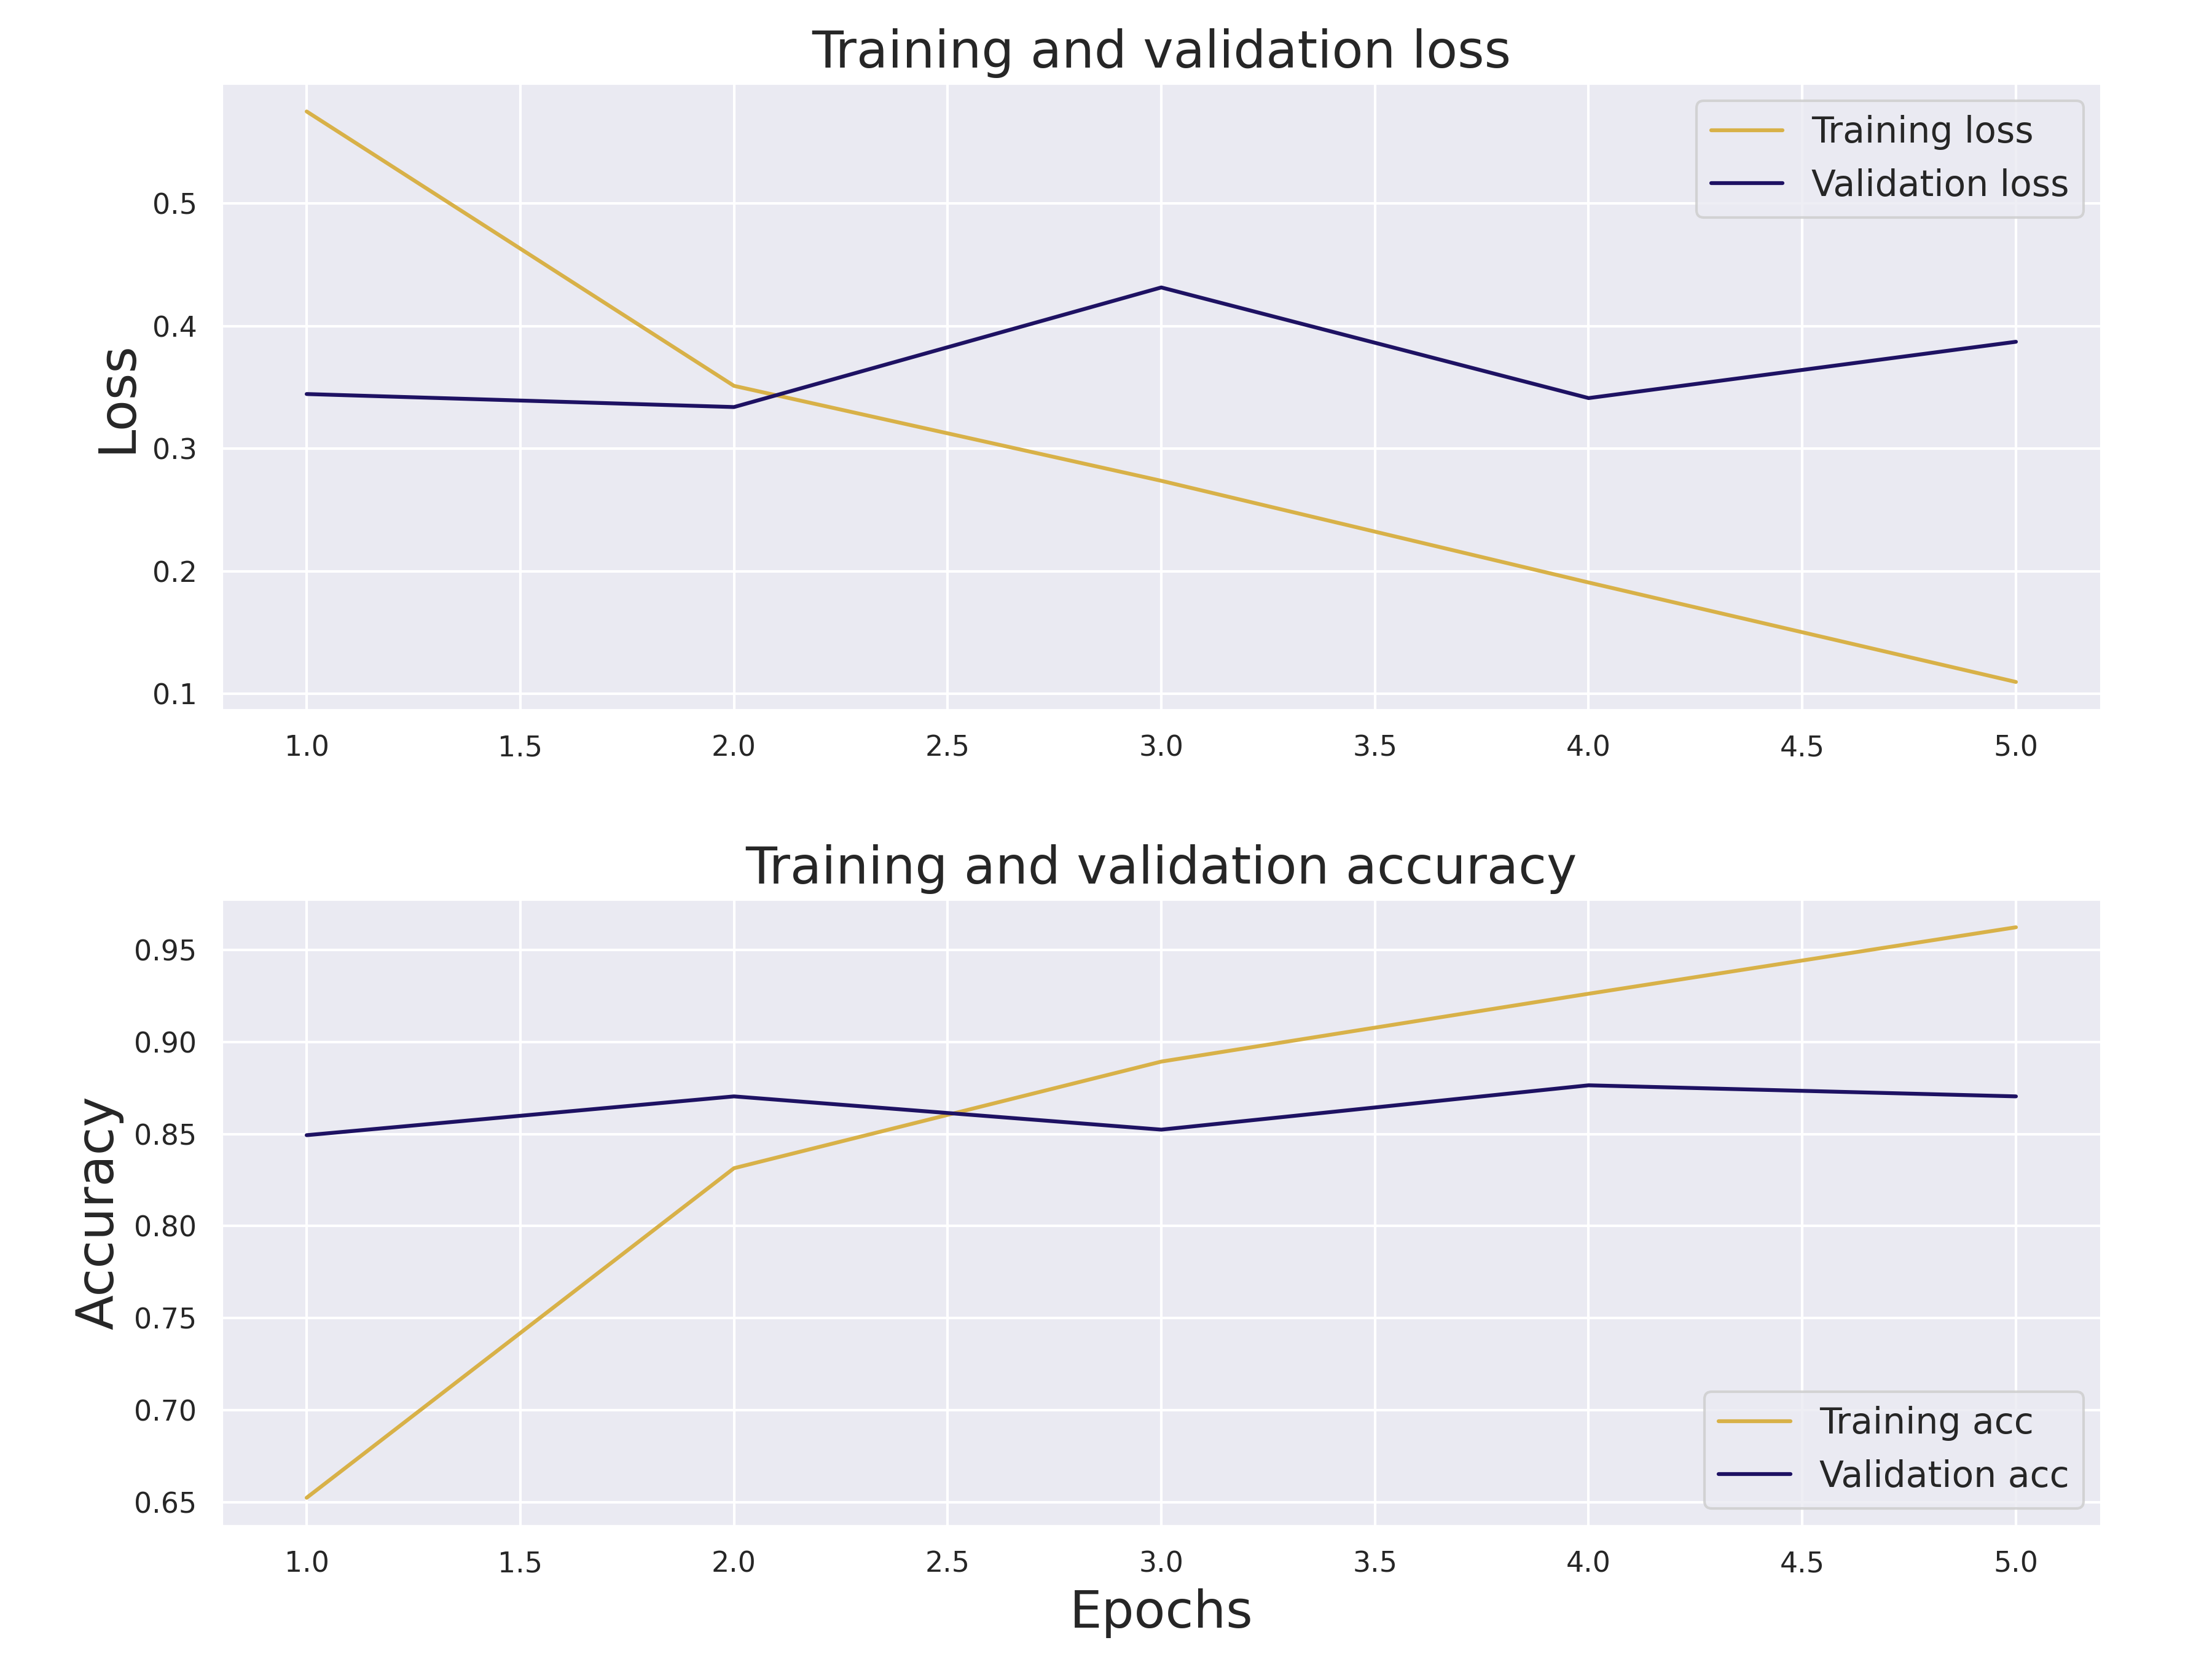 Training and validation loss
Training loss
Validation loss
0.5
0.4
0.3
0.2
0.1
Loss
1.0 1.5 2.0 2.5 3.0 3.5 4.0 4.5 5.0
Training and validation accuracy
0.95
0.90
0.85
0.80
0.75
0.70
0.65
Accuracy
Training acc
Validation acc
1.0 1.5 2.0 2.5 3.0 3.5 4.0 4.5 5.0
Epochs